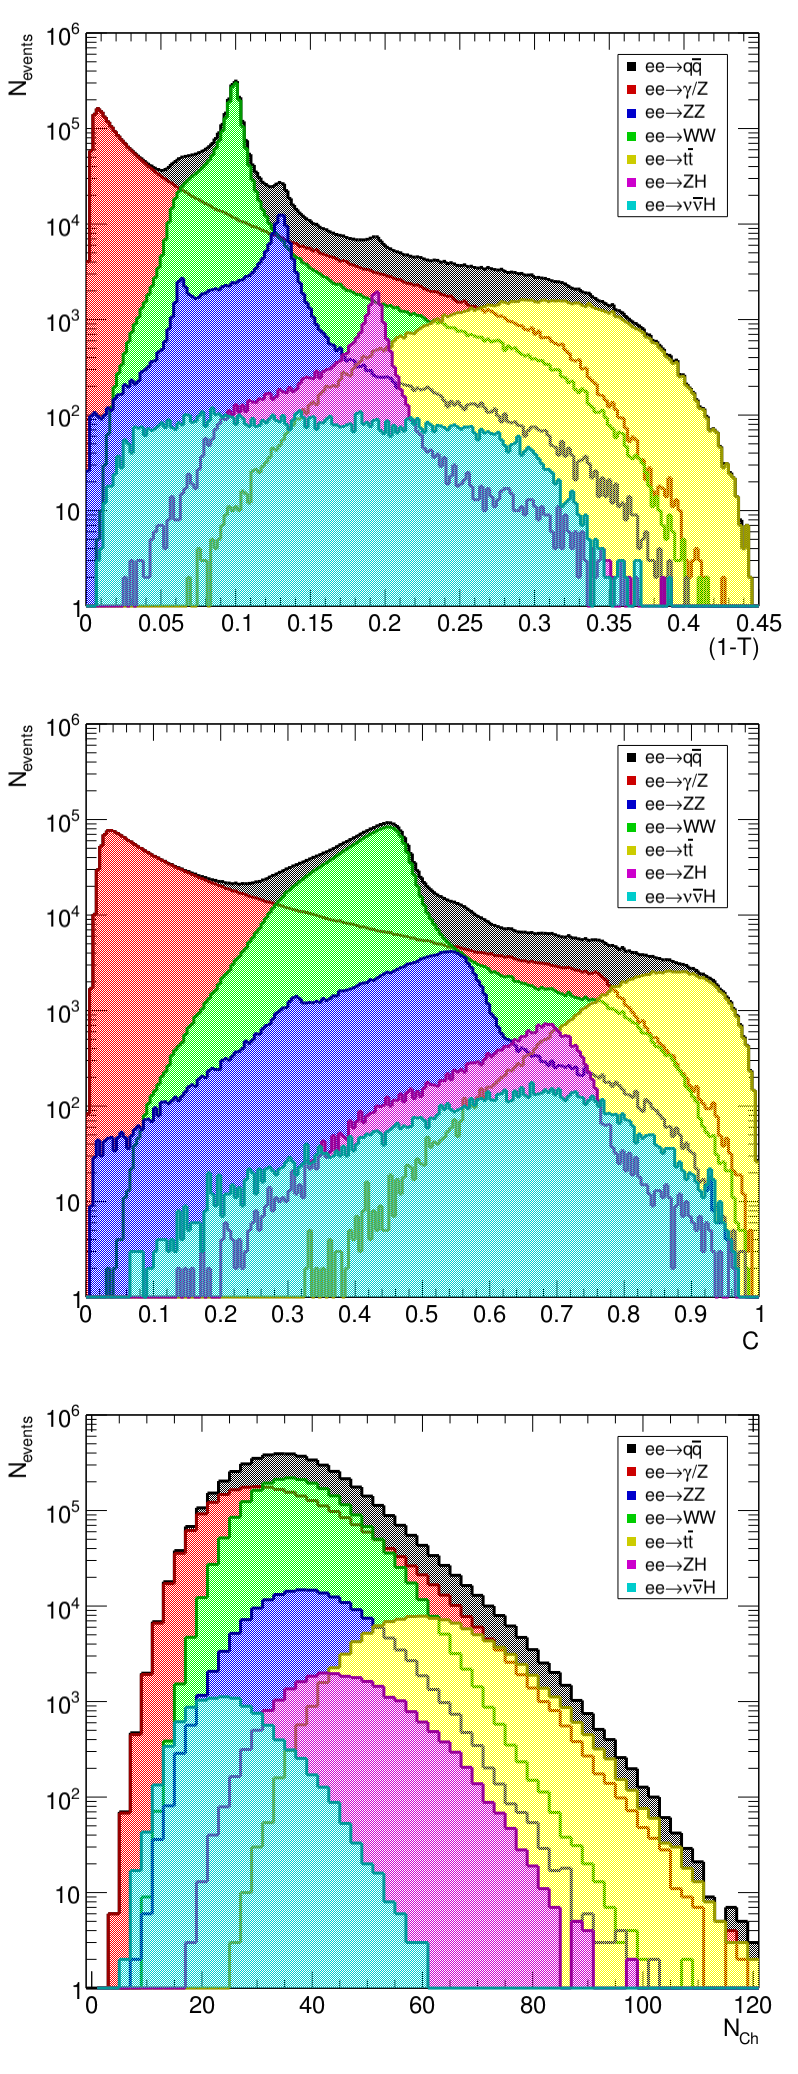 N_events
10^6
10^5
10^4
10^3
10^2
10
1
ee→qq̅
ee→γ/Z
ee→ZZ
ee→WW
ee→tt̅
ee→ZH
ee→νν̅H
0 0.05 0.1 0.15 0.2 0.25 0.3 0.35 0.4 0.45
(1-T)
N_events
10^6
10^5
10^4
10^3
10^2
10
1
ee→qq̅
ee→γ/Z
ee→ZZ
ee→WW
ee→tt̅
ee→ZH
ee→νν̅H
0 0.1 0.2 0.3 0.4 0.5 0.6 0.7 0.8 0.9 1
C
N_events
10^6
10^5
10^4
10^3
10^2
10
1
ee→qq̅
ee→γ/Z
ee→ZZ
ee→WW
ee→tt̅
ee→ZH
ee→νν̅H
0 20 40 60 80 100 120
N_Ch